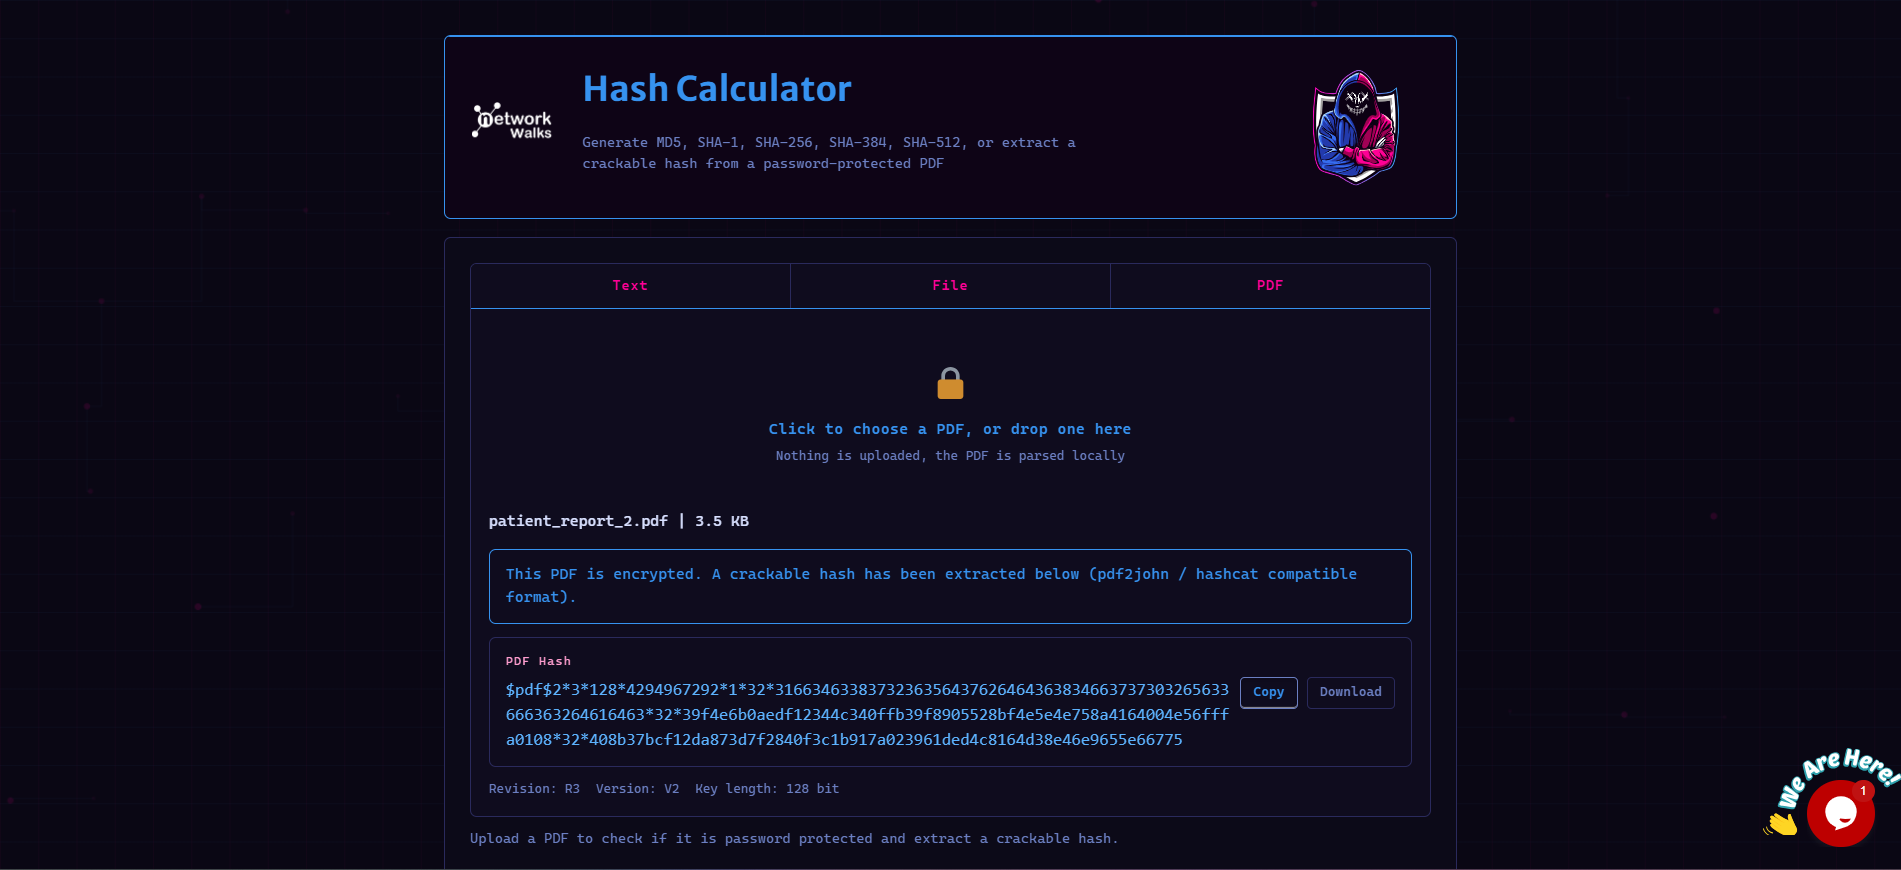 network
Walks
Hash Calculator
Generate MD5, SHA-1, SHA-256, SHA-384, SHA-512, or extract a
crackable hash from a password-protected PDF
Text
File
PDF
Click to choose a PDF, or drop one here
Nothing is uploaded, the PDF is parsed locally
patient_report_2.pdf | 3.5 KB
This PDF is encrypted. A crackable hash has been extracted below (pdf2john / hashcat compatible
format).
PDF Hash
$pdf$2*3*128*4294967292*1*32*3166346338373236356437626464363834663737303265633
666363264616463*32*39f4e6b0aedf12344c340ffb39f8905528bf4e5e4e758a4164004e56fff
a0108*32*408b37bcf12da873d7f2840f3c1b917a023961ded4c8164d38e46e9655e66775
Copy
Download
Revision: R3 Version: V2 Key length: 128 bit
Upload a PDF to check if it is password protected and extract a crackable hash.
We Are Here!
1